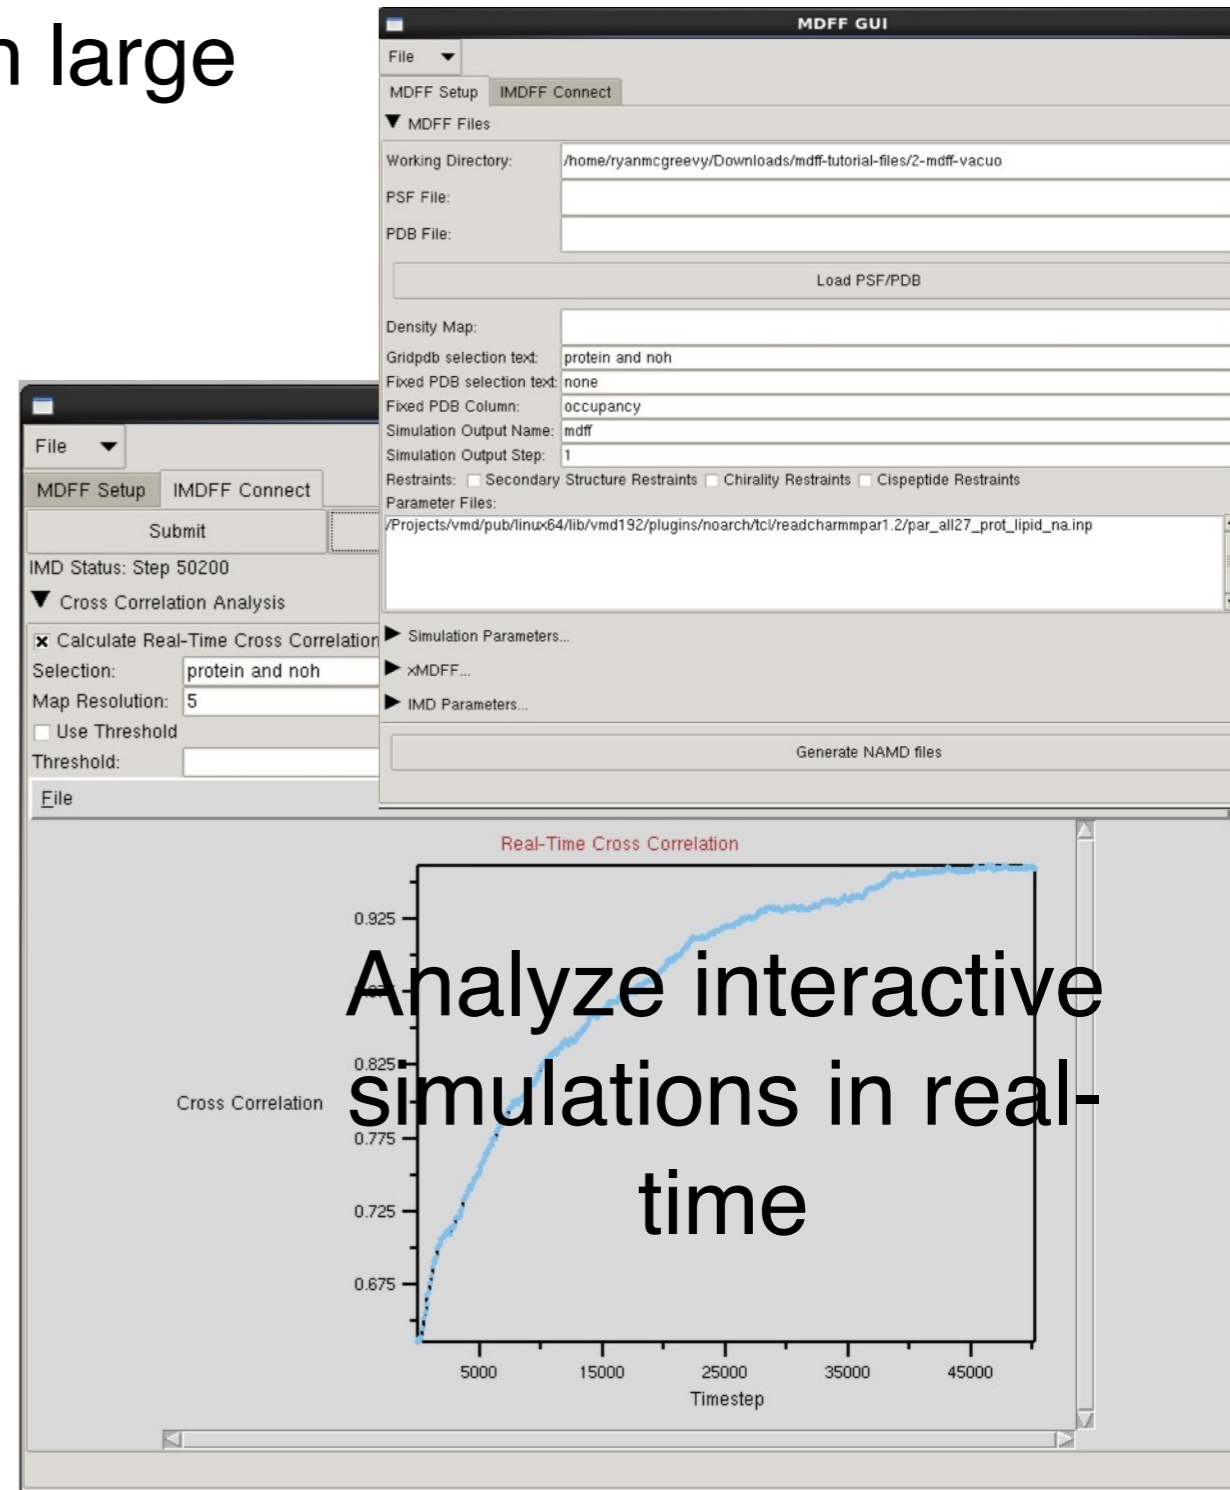 n large
MDFF GUI
File
MDFF Setup IMDFF Connect
MDFF Files
Working Directory: /home/ryanmcgreevy/Downloads/mdff-tutorial-files/2-mdff-vacuo
PSF File:
PDB File:
Load PSF/PDB
Density Map:
Gridpdb selection text: protein and noh
Fixed PDB selection text: none
Fixed PDB Column: occupancy
Simulation Output Name: mdff
Simulation Output Step: 1
Restraints: Secondary Structure Restraints Chirality Restraints Cispeptide Restraints
Parameter Files:
/Projects/vmd/pub/linux64/lib/vmd192/plugins/noarch/tcl/readcharmmpar1.2/par_all27_prot_lipid_na.inp
Simulation Parameters...
xMDFF...
IMD Parameters...
Generate NAMD files
File
MDFF Setup IMDFF Connect
Submit
IMD Status: Step 50200
Cross Correlation Analysis
Calculate Real-Time Cross Correlation
Selection: protein and noh
Map Resolution: 5
Use Threshold
Threshold:
File
Real-Time Cross Correlation
0.925
0.825
0.775
0.725
0.675
Cross Correlation
5000 15000 25000 35000 45000
Timestep
Analyze interactive
simulations in real-
time